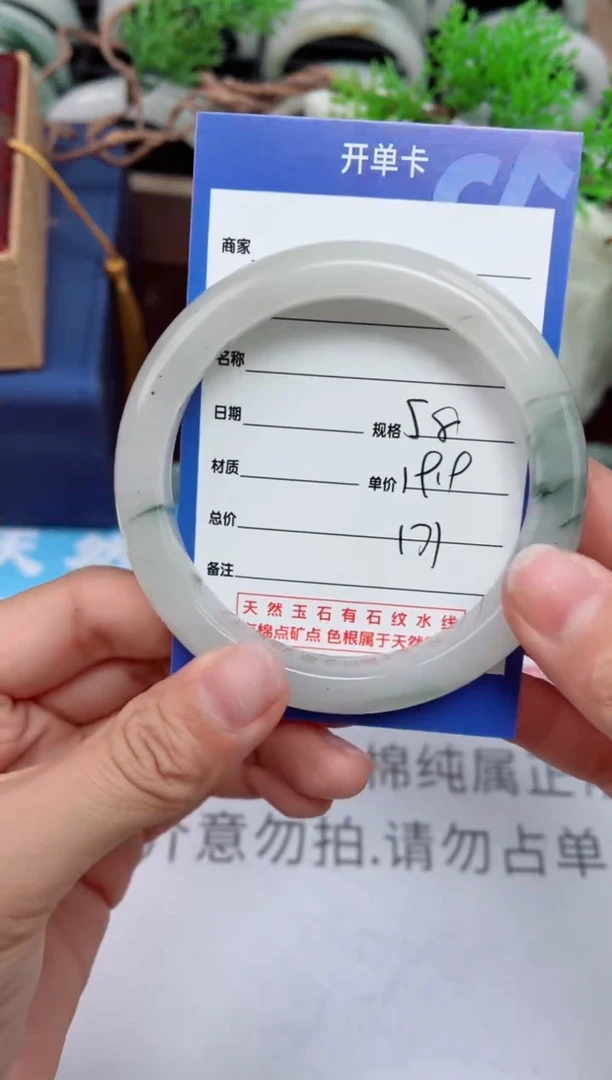 开单卡
商家
名称
日期 规格 58
材质 单价
总价
备注
天然玉石有石纹水线
棉点矿点 色根属于天然
棉纯属正
介意勿拍.请勿占单